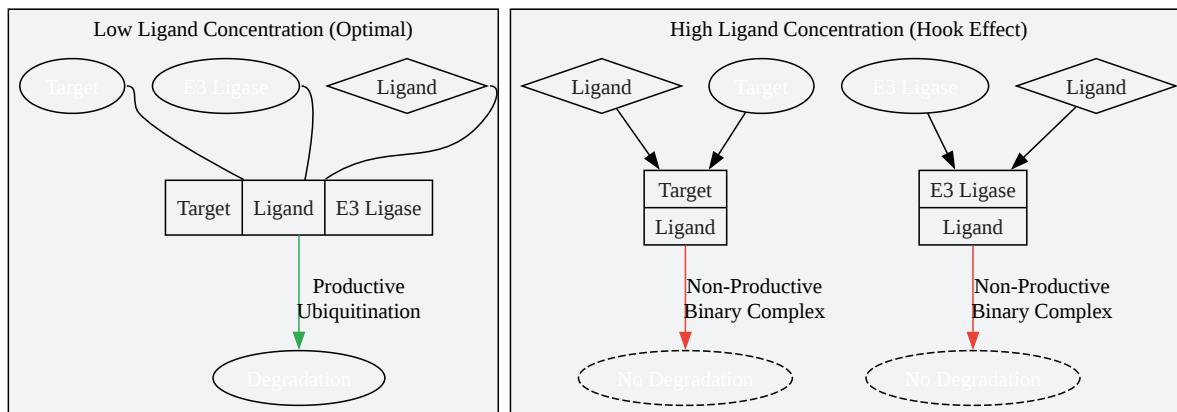 Low Ligand Concentration (Optimal)
Target
E3 Ligase
Ligand
Target
Ligand
E3 Ligase
Productive
Ubiquitination
Degradation
High Ligand Concentration (Hook Effect)
Ligand
Target
E3 Ligase
Ligand
Target
Ligand
E3 Ligase
Ligand
Non-Productive
Binary Complex
Non-Productive
Binary Complex
No Degradation
No Degradation